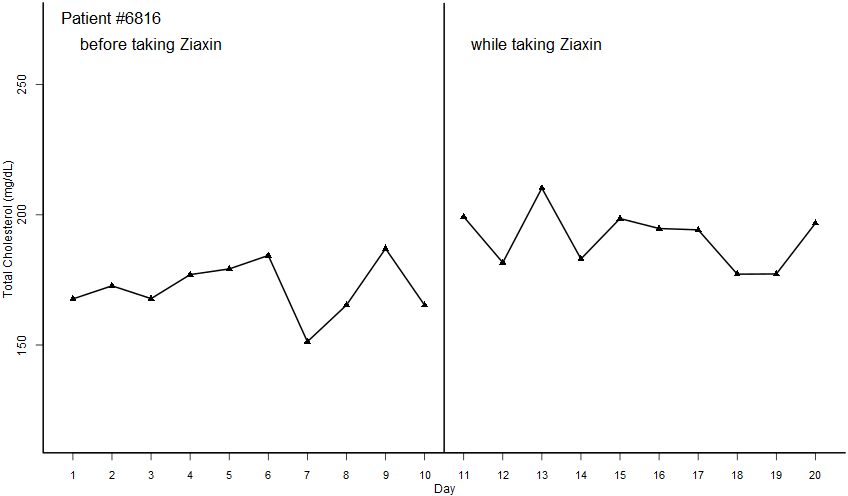 Patient #6816
before taking Ziaxin
while taking Ziaxin
Total Cholesterol (mg/dL)
250
200
150
1 2 3 4 5 6 7 8 9 10 11 12 13 14 15 16 17 18 19 20
Day